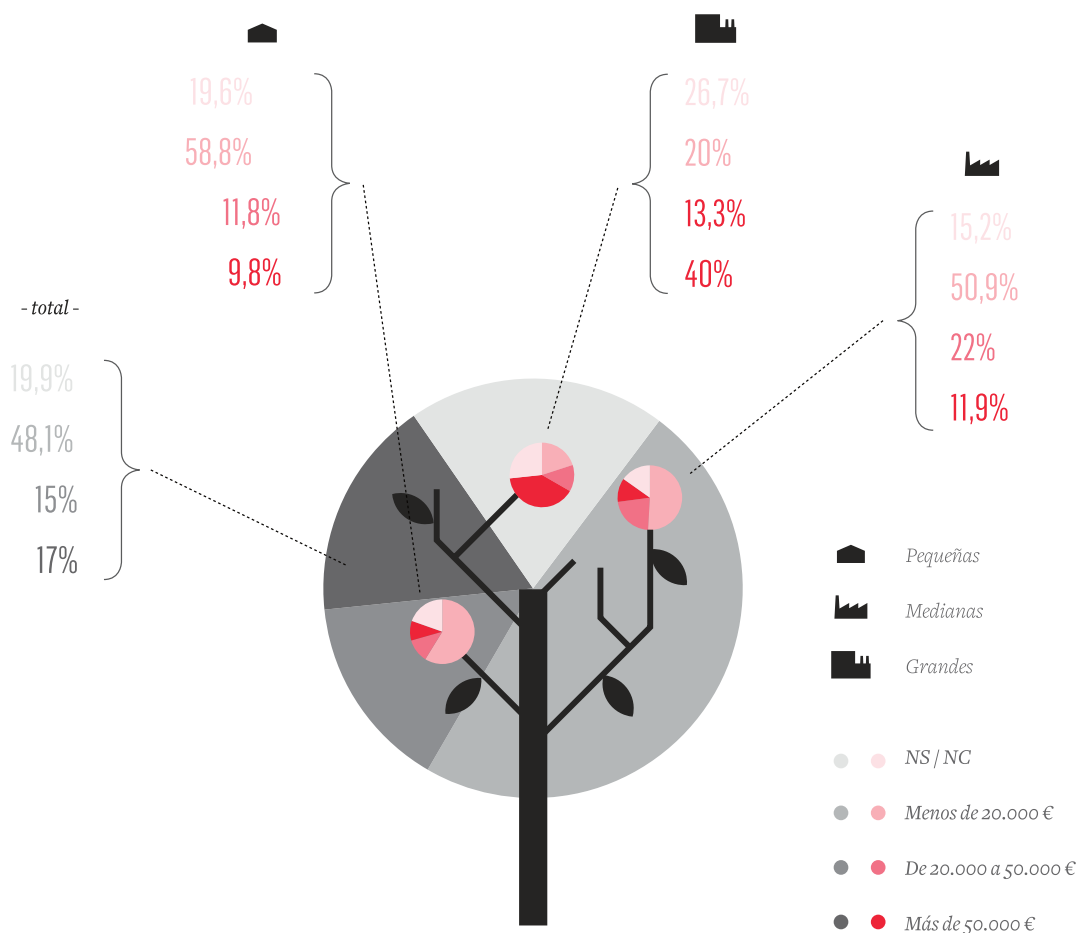 19,6%
58,8%
11,8%
9,8%
26,7%
20%
13,3%
40%
15,2%
50,9%
22%
11,9%
- total -
19,9%
48,1%
15%
17%
Pequeñas
Medianas
Grandes
NS / NC
Menos de 20.000 €
De 20.000 a 50.000 €
Más de 50.000 €